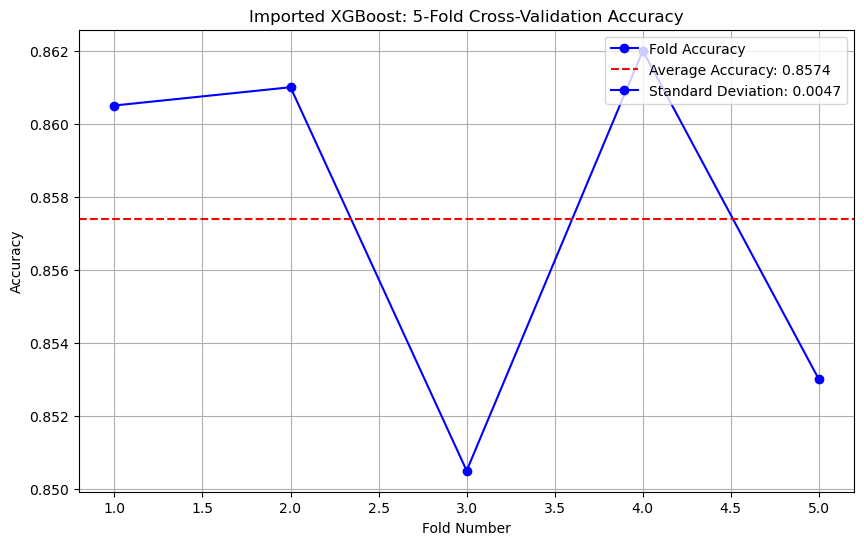 Imported XGBoost: 5-Fold Cross-Validation Accuracy
Fold Accuracy
Average Accuracy: 0.8574
Standard Deviation: 0.0047
Accuracy
0.862
0.860
0.858
0.856
0.854
0.852
0.850
1.0 1.5 2.0 2.5 3.0 3.5 4.0 4.5 5.0
Fold Number